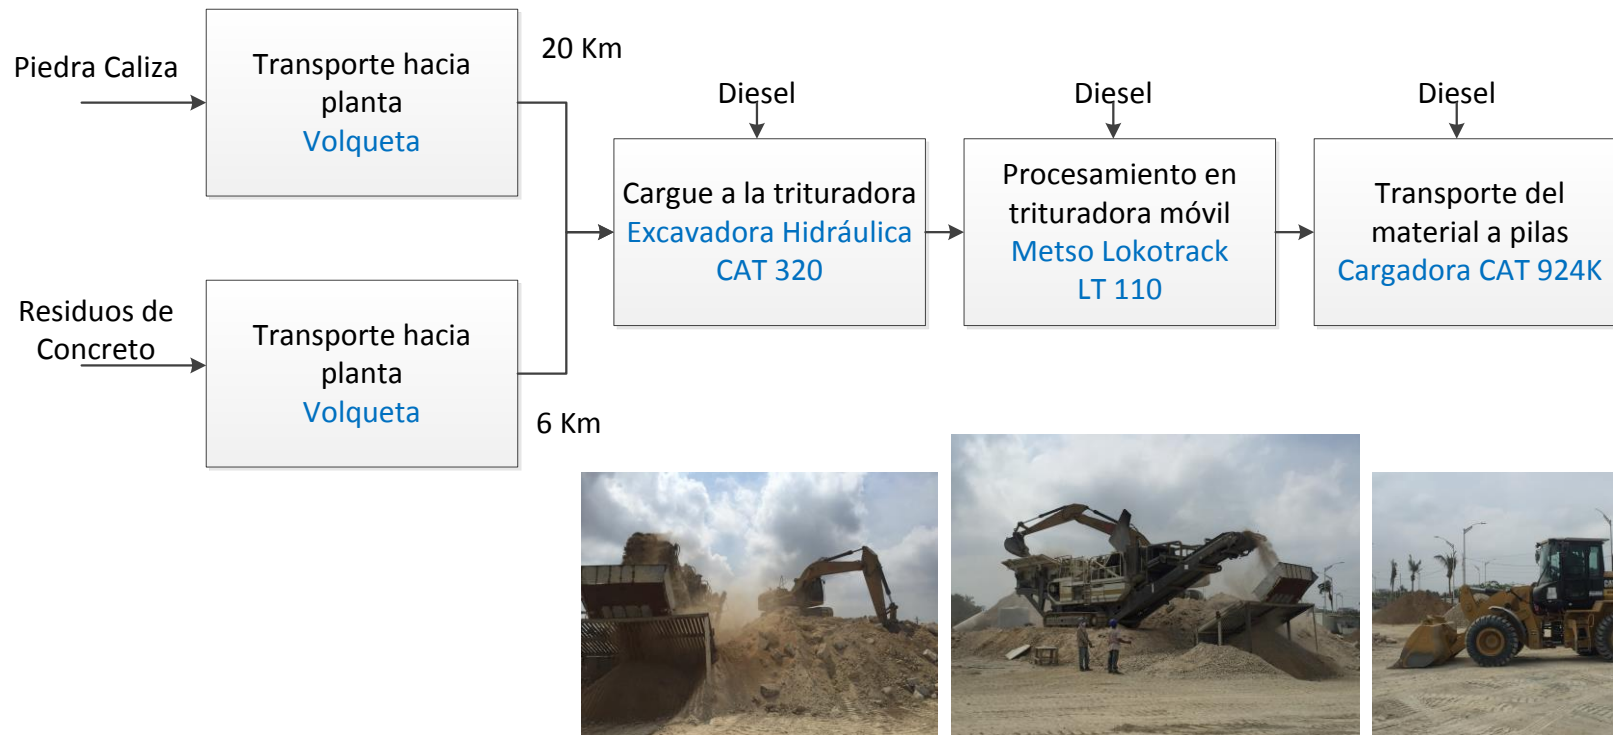 Piedra Caliza
Transporte hacia
planta
Volqueta
20 Km
Residuos de
Concreto
Transporte hacia
planta
Volqueta
6 Km
Diesel
Cargue a la trituradora
Excavadora Hidráulica
CAT 320
Diesel
Procesamiento en
trituradora móvil
Metso Lokotrack
LT 110
Diesel
Transporte del
material a pilas
Cargadora CAT 924K